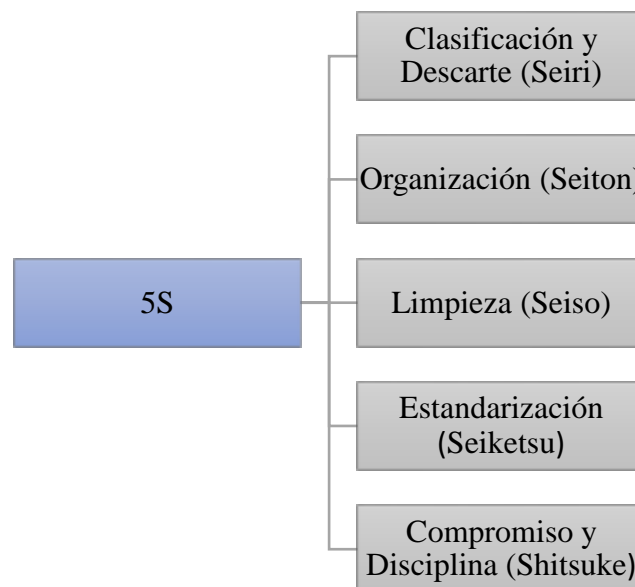 Clasificación y
Descarte (Seiri)
Organización (Seiton)
5S
Limpieza (Seiso)
Estandarización
(Seiketsu)
Compromiso y
Disciplina (Shitsuke)